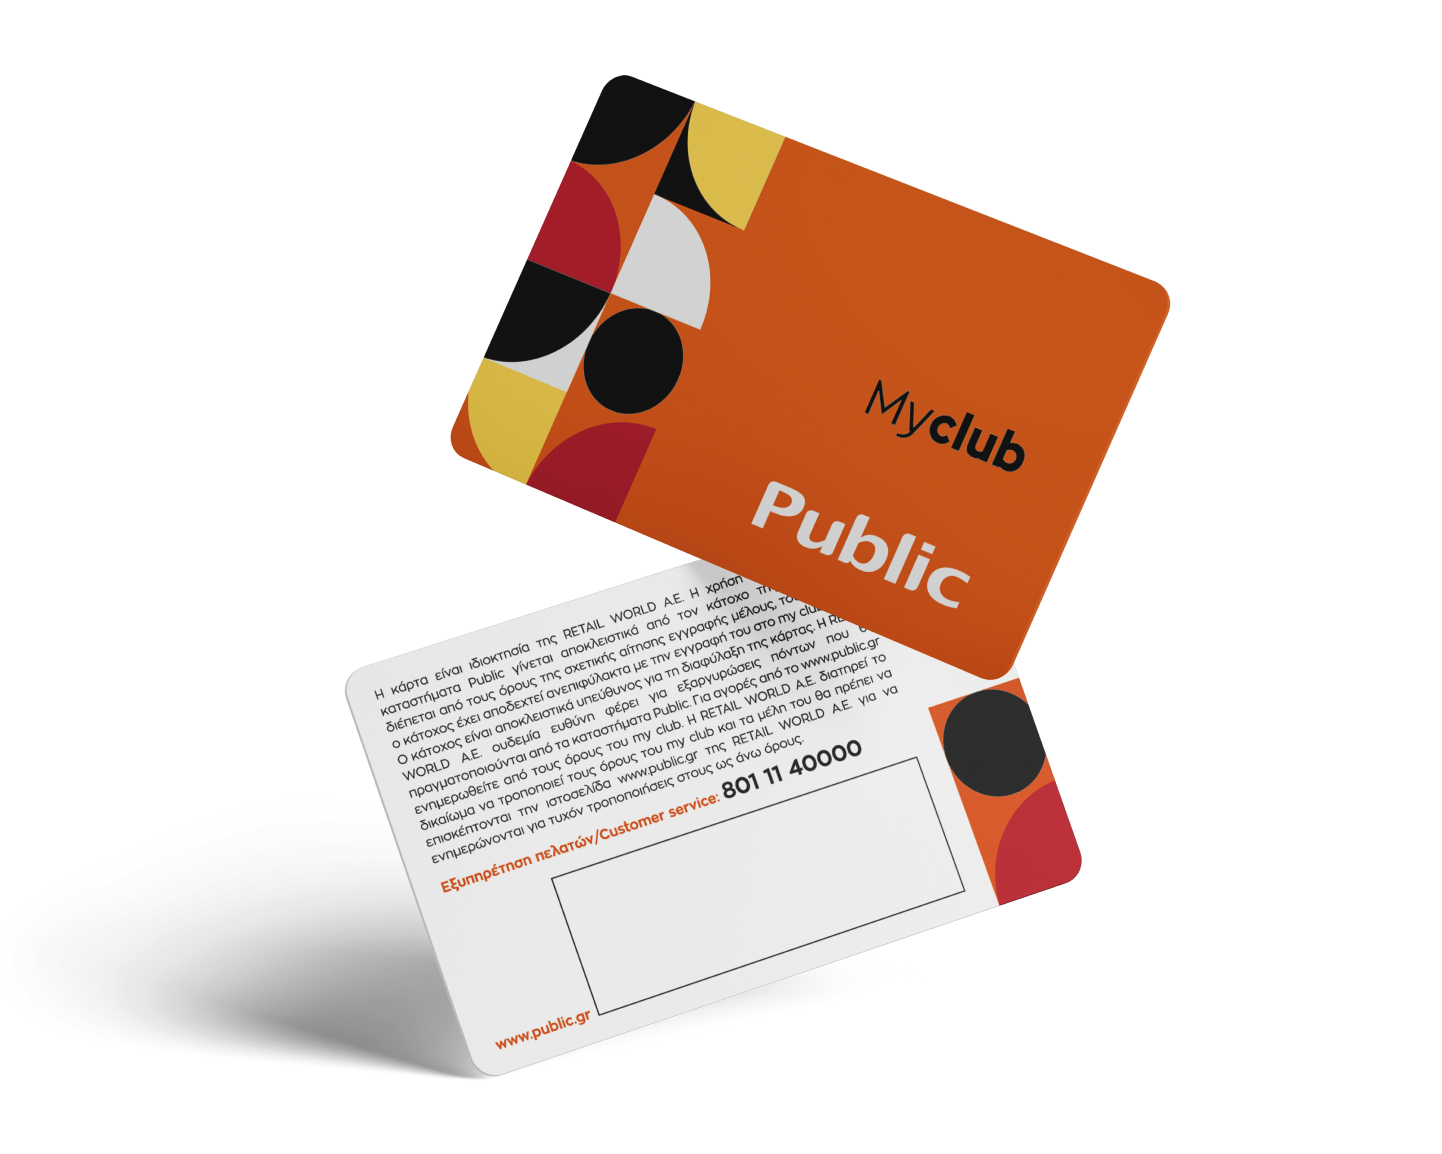 Myclub
Public
Η κάρτα είναι ιδιοκτησία της RETAIL WORLD Α.Ε. Η χρήση
καταστήματα Public γίνεται αποκλειστικά από τον κάτοχο
διέπεται από τους όρους της σχετικής αίτησης εγγραφής μέλους,
ο κάτοχος έχει αποδεχτεί ανεπιφύλακτα με την εγγραφή του στο my club.
Ο κάτοχος είναι αποκλειστικά υπεύθυνος για τη διαφύλαξη της κάρτας. Η
WORLD Α.Ε. ουδεμία ευθύνη φέρει για εξαργυρώσεις πόντων που
πραγματοποιούνται από τα καταστήματα Public. Για αγορές από το www.public.gr
ενημερωθείτε από τους όρους του my club. Η RETAIL WORLD Α.Ε. διατηρεί το
δικαίωμα να τροποποιεί τους όρους του my club και τα μέλη του θα πρέπει να
επισκέπτονται την ιστοσελίδα www.public.gr της RETAIL WORLD Α.Ε. για να
ενημερώνονται για τυχόν τροποποιήσεις στους ως άνω όρους.
Εξυπηρέτηση πελατών/Customer service: 801 11 40000
www.public.gr